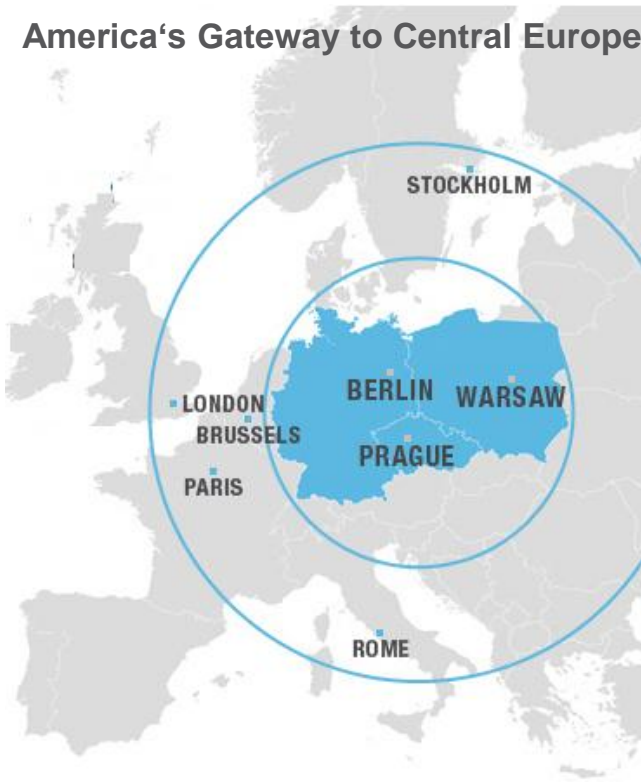 America‘s Gateway to Central Europe
STOCKHOLM
BERLIN
WARSAW
LONDON
BRUSSELS
PRAGUE
PARIS
ROME